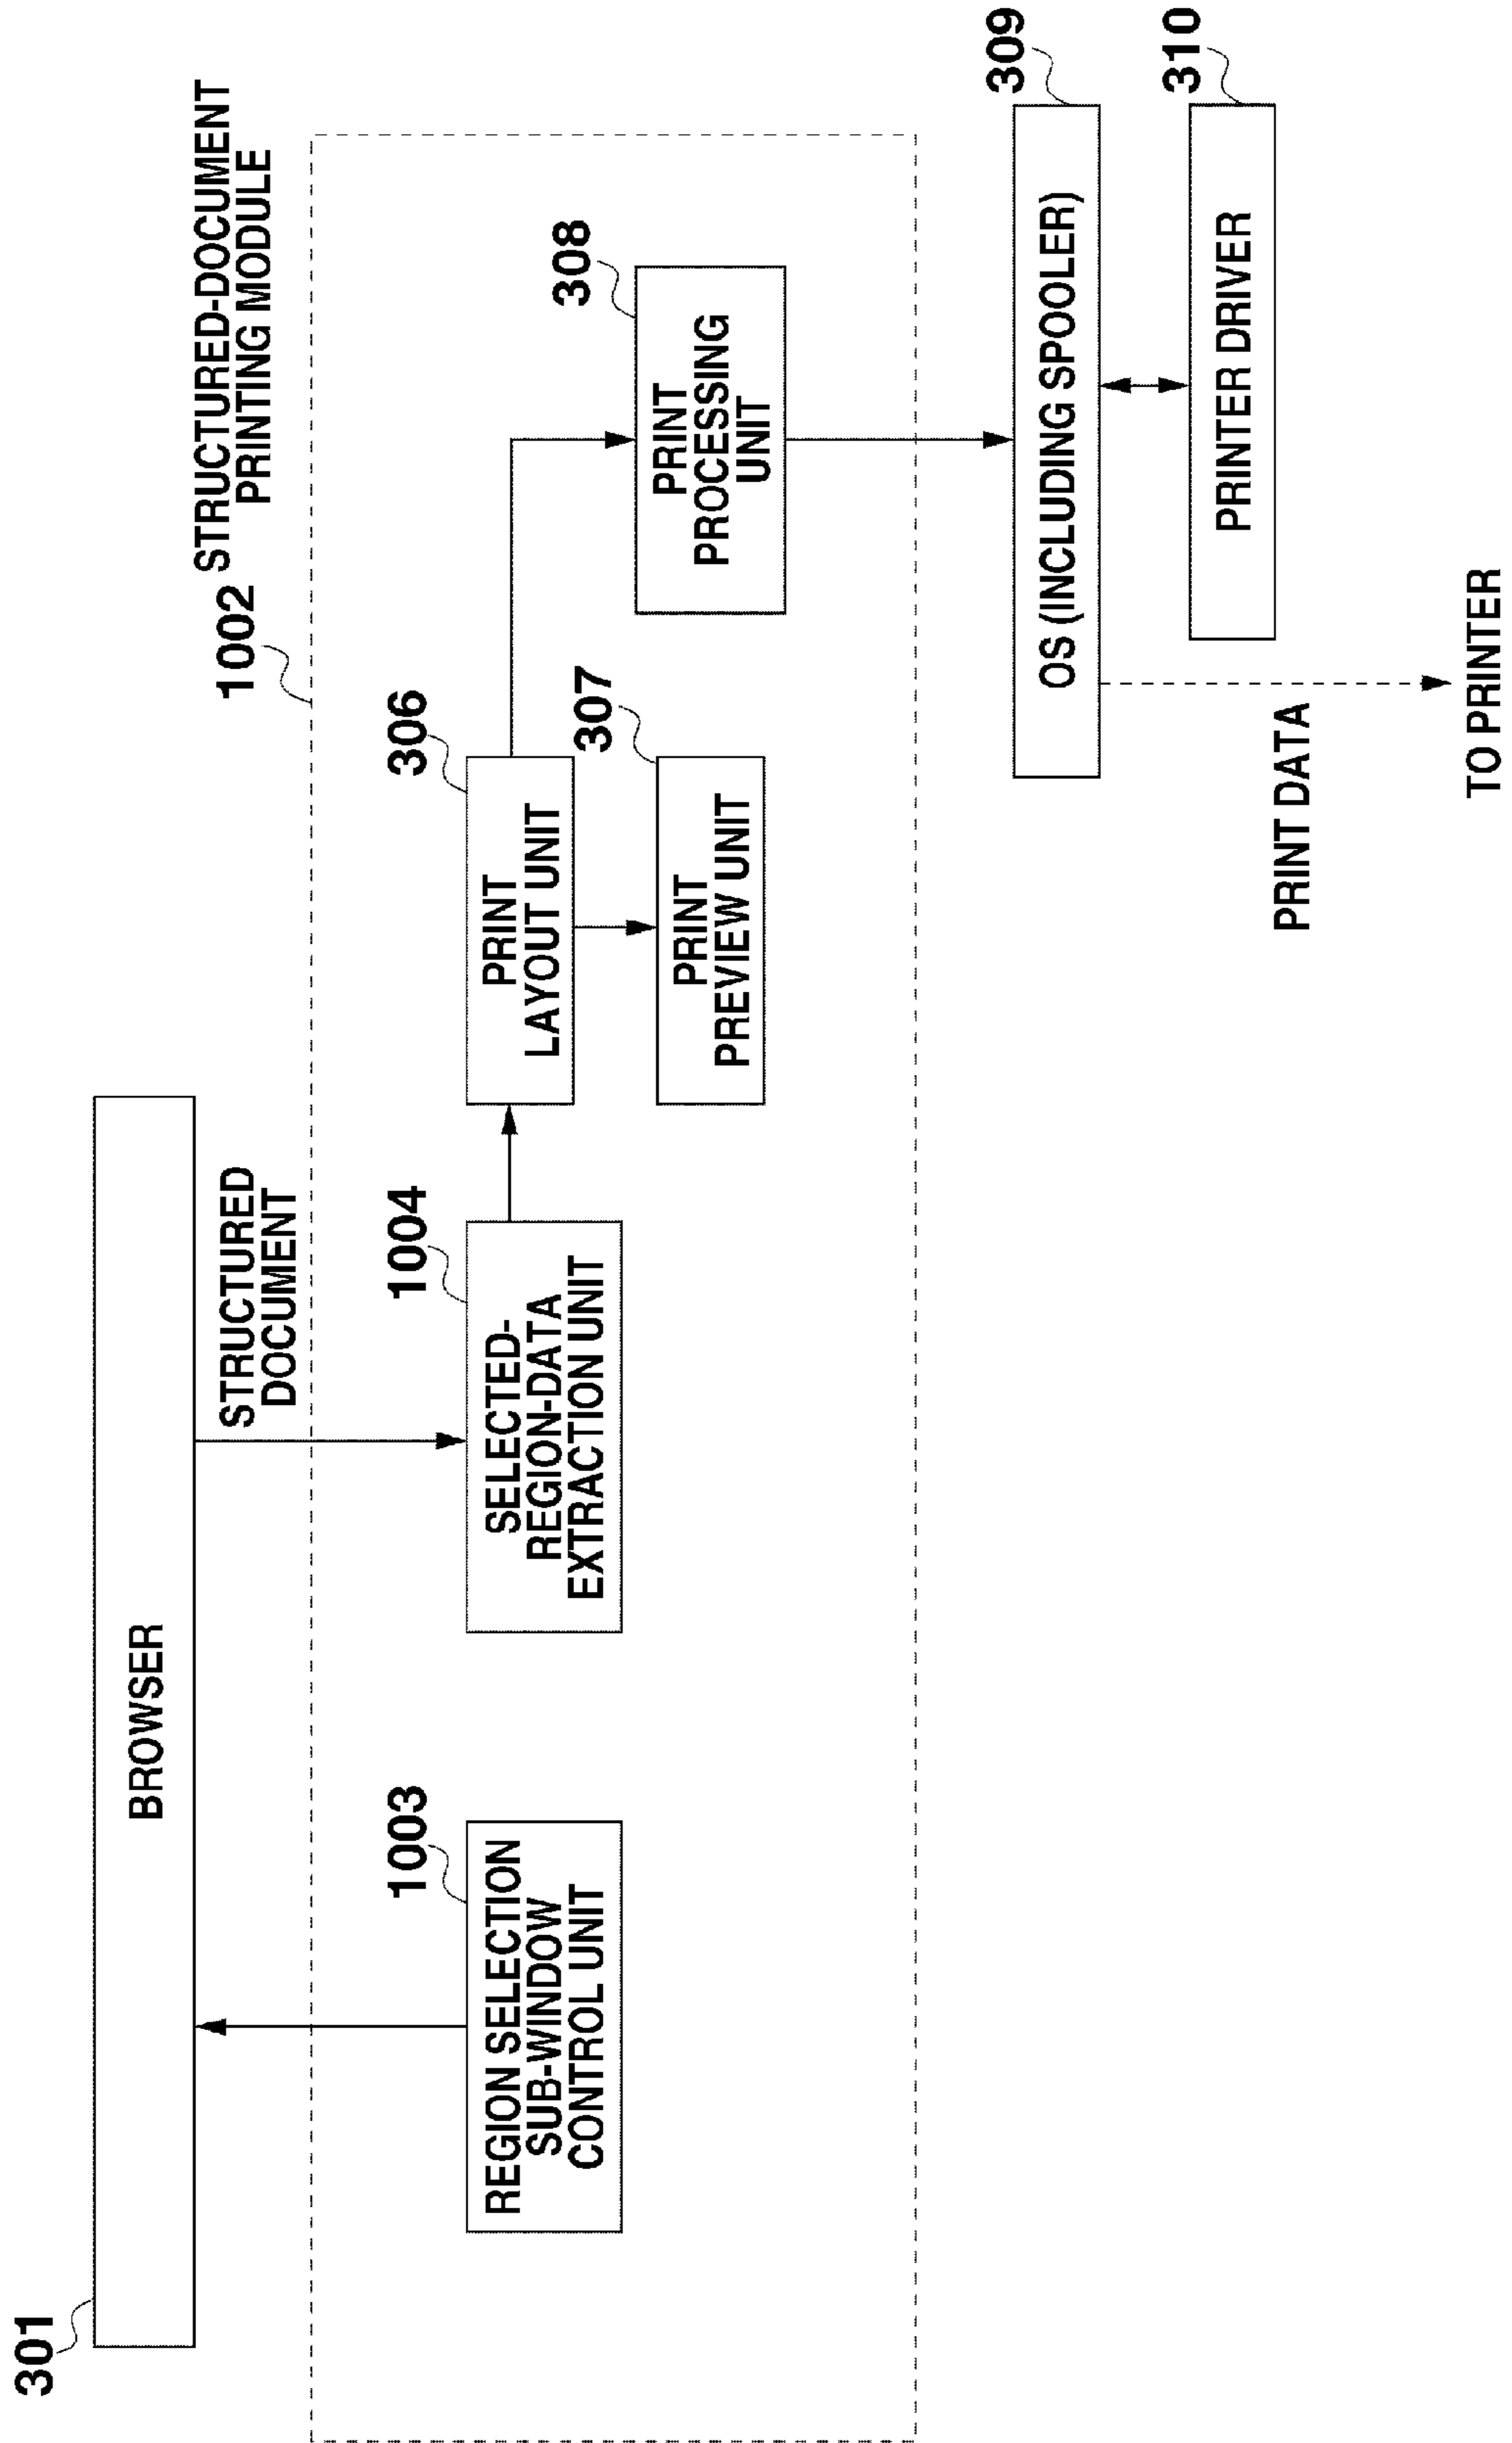 301
BROWSER
STRUCTURED
DOCUMENT
1002
STRUCTURED-DOCUMENT
PRINTING MODULE
1003
REGION SELECTION
SUB-WINDOW
CONTROL UNIT
1004
SELECTED-
REGION-DATA
EXTRACTION UNIT
306
PRINT
LAYOUT UNIT
307
PRINT
PREVIEW UNIT
308
PRINT
PROCESSING
UNIT
309
OS (INCLUDING SPOOLER)
310
PRINTER DRIVER
PRINT DATA
TO PRINTER